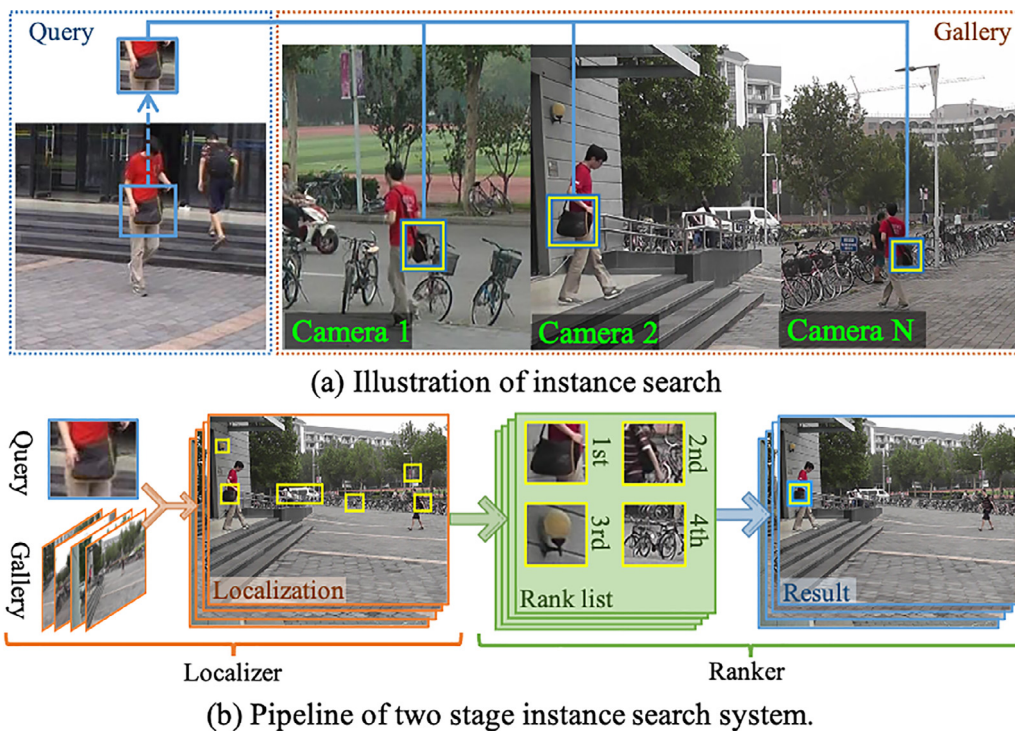 Query
Gallery
Camera 1
Camera 2
Camera N
(a) Illustration of instance search
Query
Gallery
Localization
1st
2nd
3rd
4th
Rank list
Result
Localizer
Ranker
(b) Pipeline of two stage instance search system.